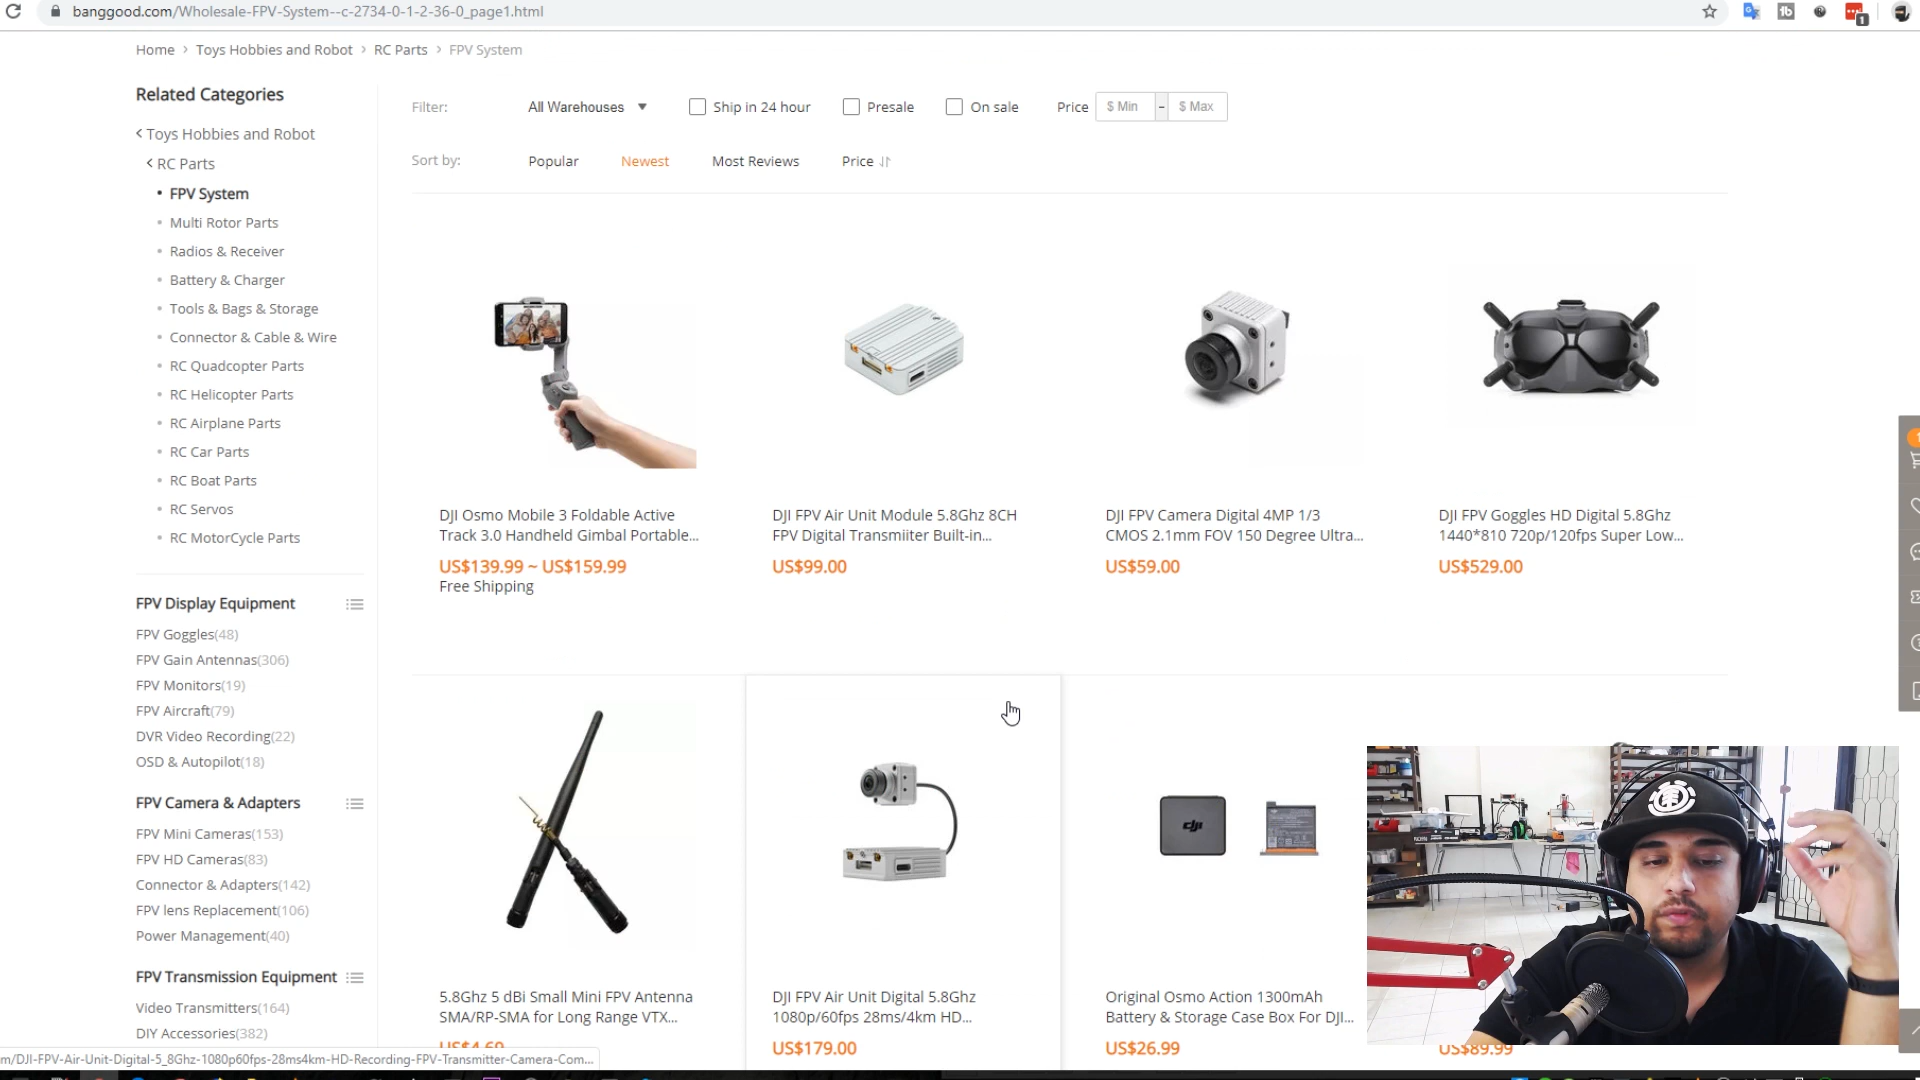 banggood.com/Wholesale-FPV-System--c-2734-0-1-2-36-0_page1.html
Home › Toys Hobbies and Robot › RC Parts › FPV System
Related Categories
< Toys Hobbies and Robot
< RC Parts
• FPV System
• Multi Rotor Parts
• Radios & Receiver
• Battery & Charger
• Tools & Bags & Storage
• Connector & Cable & Wire
• RC Quadcopter Parts
• RC Helicopter Parts
• RC Airplane Parts
• RC Car Parts
• RC Boat Parts
• RC Servos
• RC MotorCycle Parts
FPV Display Equipment
FPV Goggles(48)
FPV Gain Antennas(306)
FPV Monitors(19)
FPV Aircraft(79)
DVR Video Recording(22)
OSD & Autopilot(18)
FPV Camera & Adapters
FPV Mini Cameras(153)
FPV HD Cameras(83)
Connector & Adapters(142)
FPV lens Replacement(106)
Power Management(40)
FPV Transmission Equipment
Video Transmitters(164)
DIY Accessories(382)
Filter: All Warehouses Ship in 24 hour Presale On sale Price $ Min - $ Max
Sort by: Popular Newest Most Reviews Price
DJI Osmo Mobile 3 Foldable Active
Track 3.0 Handheld Gimbal Portable...
US$139.99 ~ US$159.99
Free Shipping
DJI FPV Air Unit Module 5.8Ghz 8CH
FPV Digital Transmiiter Built-in...
US$99.00
DJI FPV Camera Digital 4MP 1/3
CMOS 2.1mm FOV 150 Degree Ultra...
US$59.00
DJI FPV Goggles HD Digital 5.8Ghz
1440*810 720p/120fps Super Low...
US$529.00
5.8Ghz 5 dBi Small Mini FPV Antenna
SMA/RP-SMA for Long Range VTX...
US$4.69
DJI FPV Air Unit Digital 5.8Ghz
1080p/60fps 28ms/4km HD...
US$179.00
dji
Original Osmo Action 1300mAh
Battery & Storage Case Box For DJI...
US$26.99
US$89.99
m/DJI-FPV-Air-Unit-Digital-5_8Ghz-1080p60fps-28ms4km-HD-Recording-FPV-Transmitter-Camera-Com...